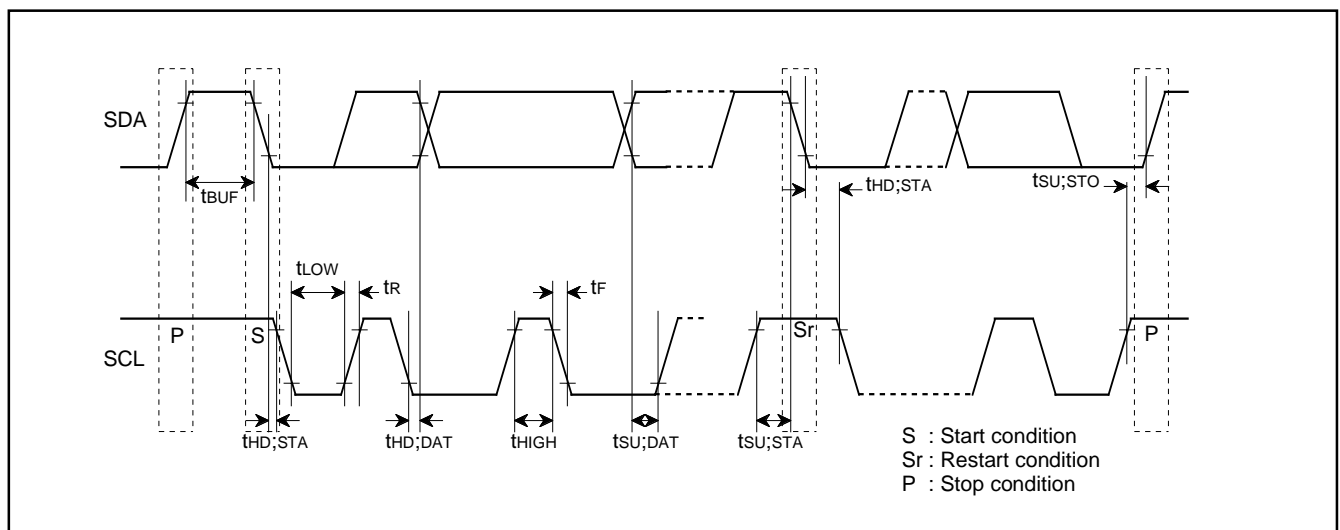 SDA
tBUF
tHD;STA
tSU;STO
tLOW
tR
tF
P
S
Sr
P
SCL
tHD;STA
tHD;DAT
tHIGH
tSU;DAT
tSU;STA
S : Start condition
Sr : Restart condition
P : Stop condition